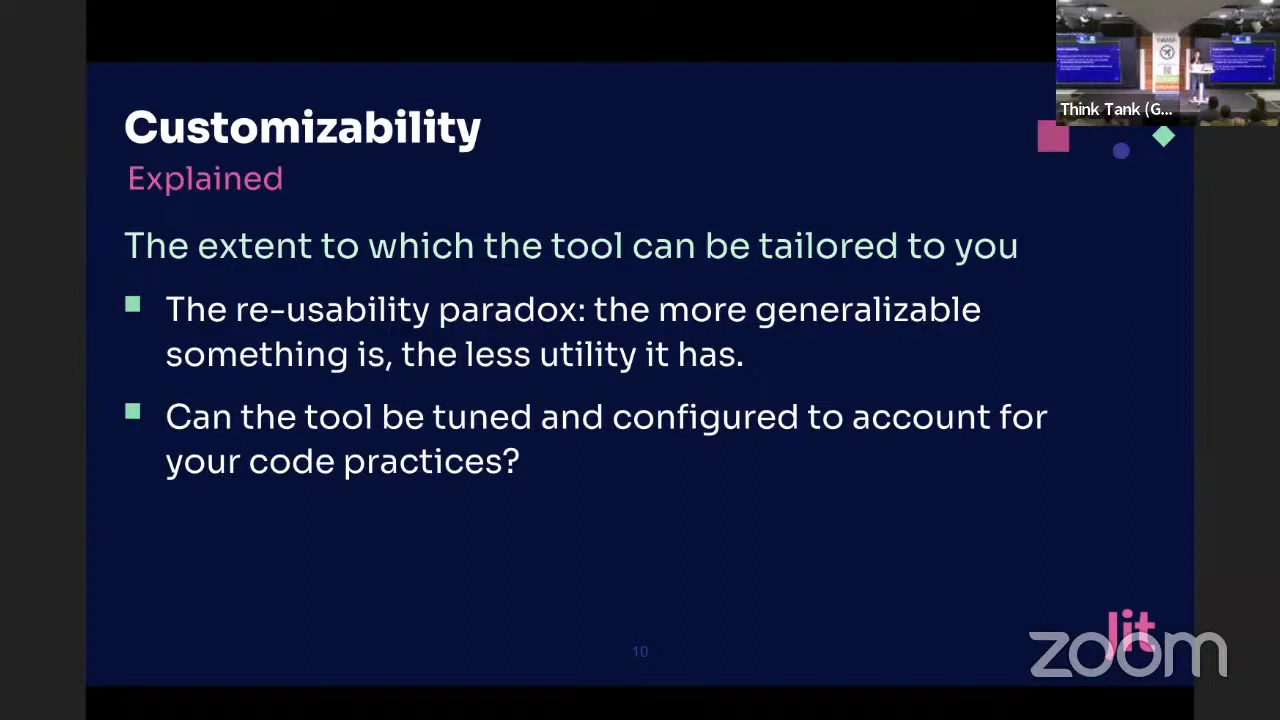 Customizability
Explained
The extent to which the tool can be tailored to you
The re-usability paradox: the more generalizable
something is, the less utility it has.
Can the tool be tuned and configured to account for
your code practices?
10
Jit
zoom
Think Tank (G...